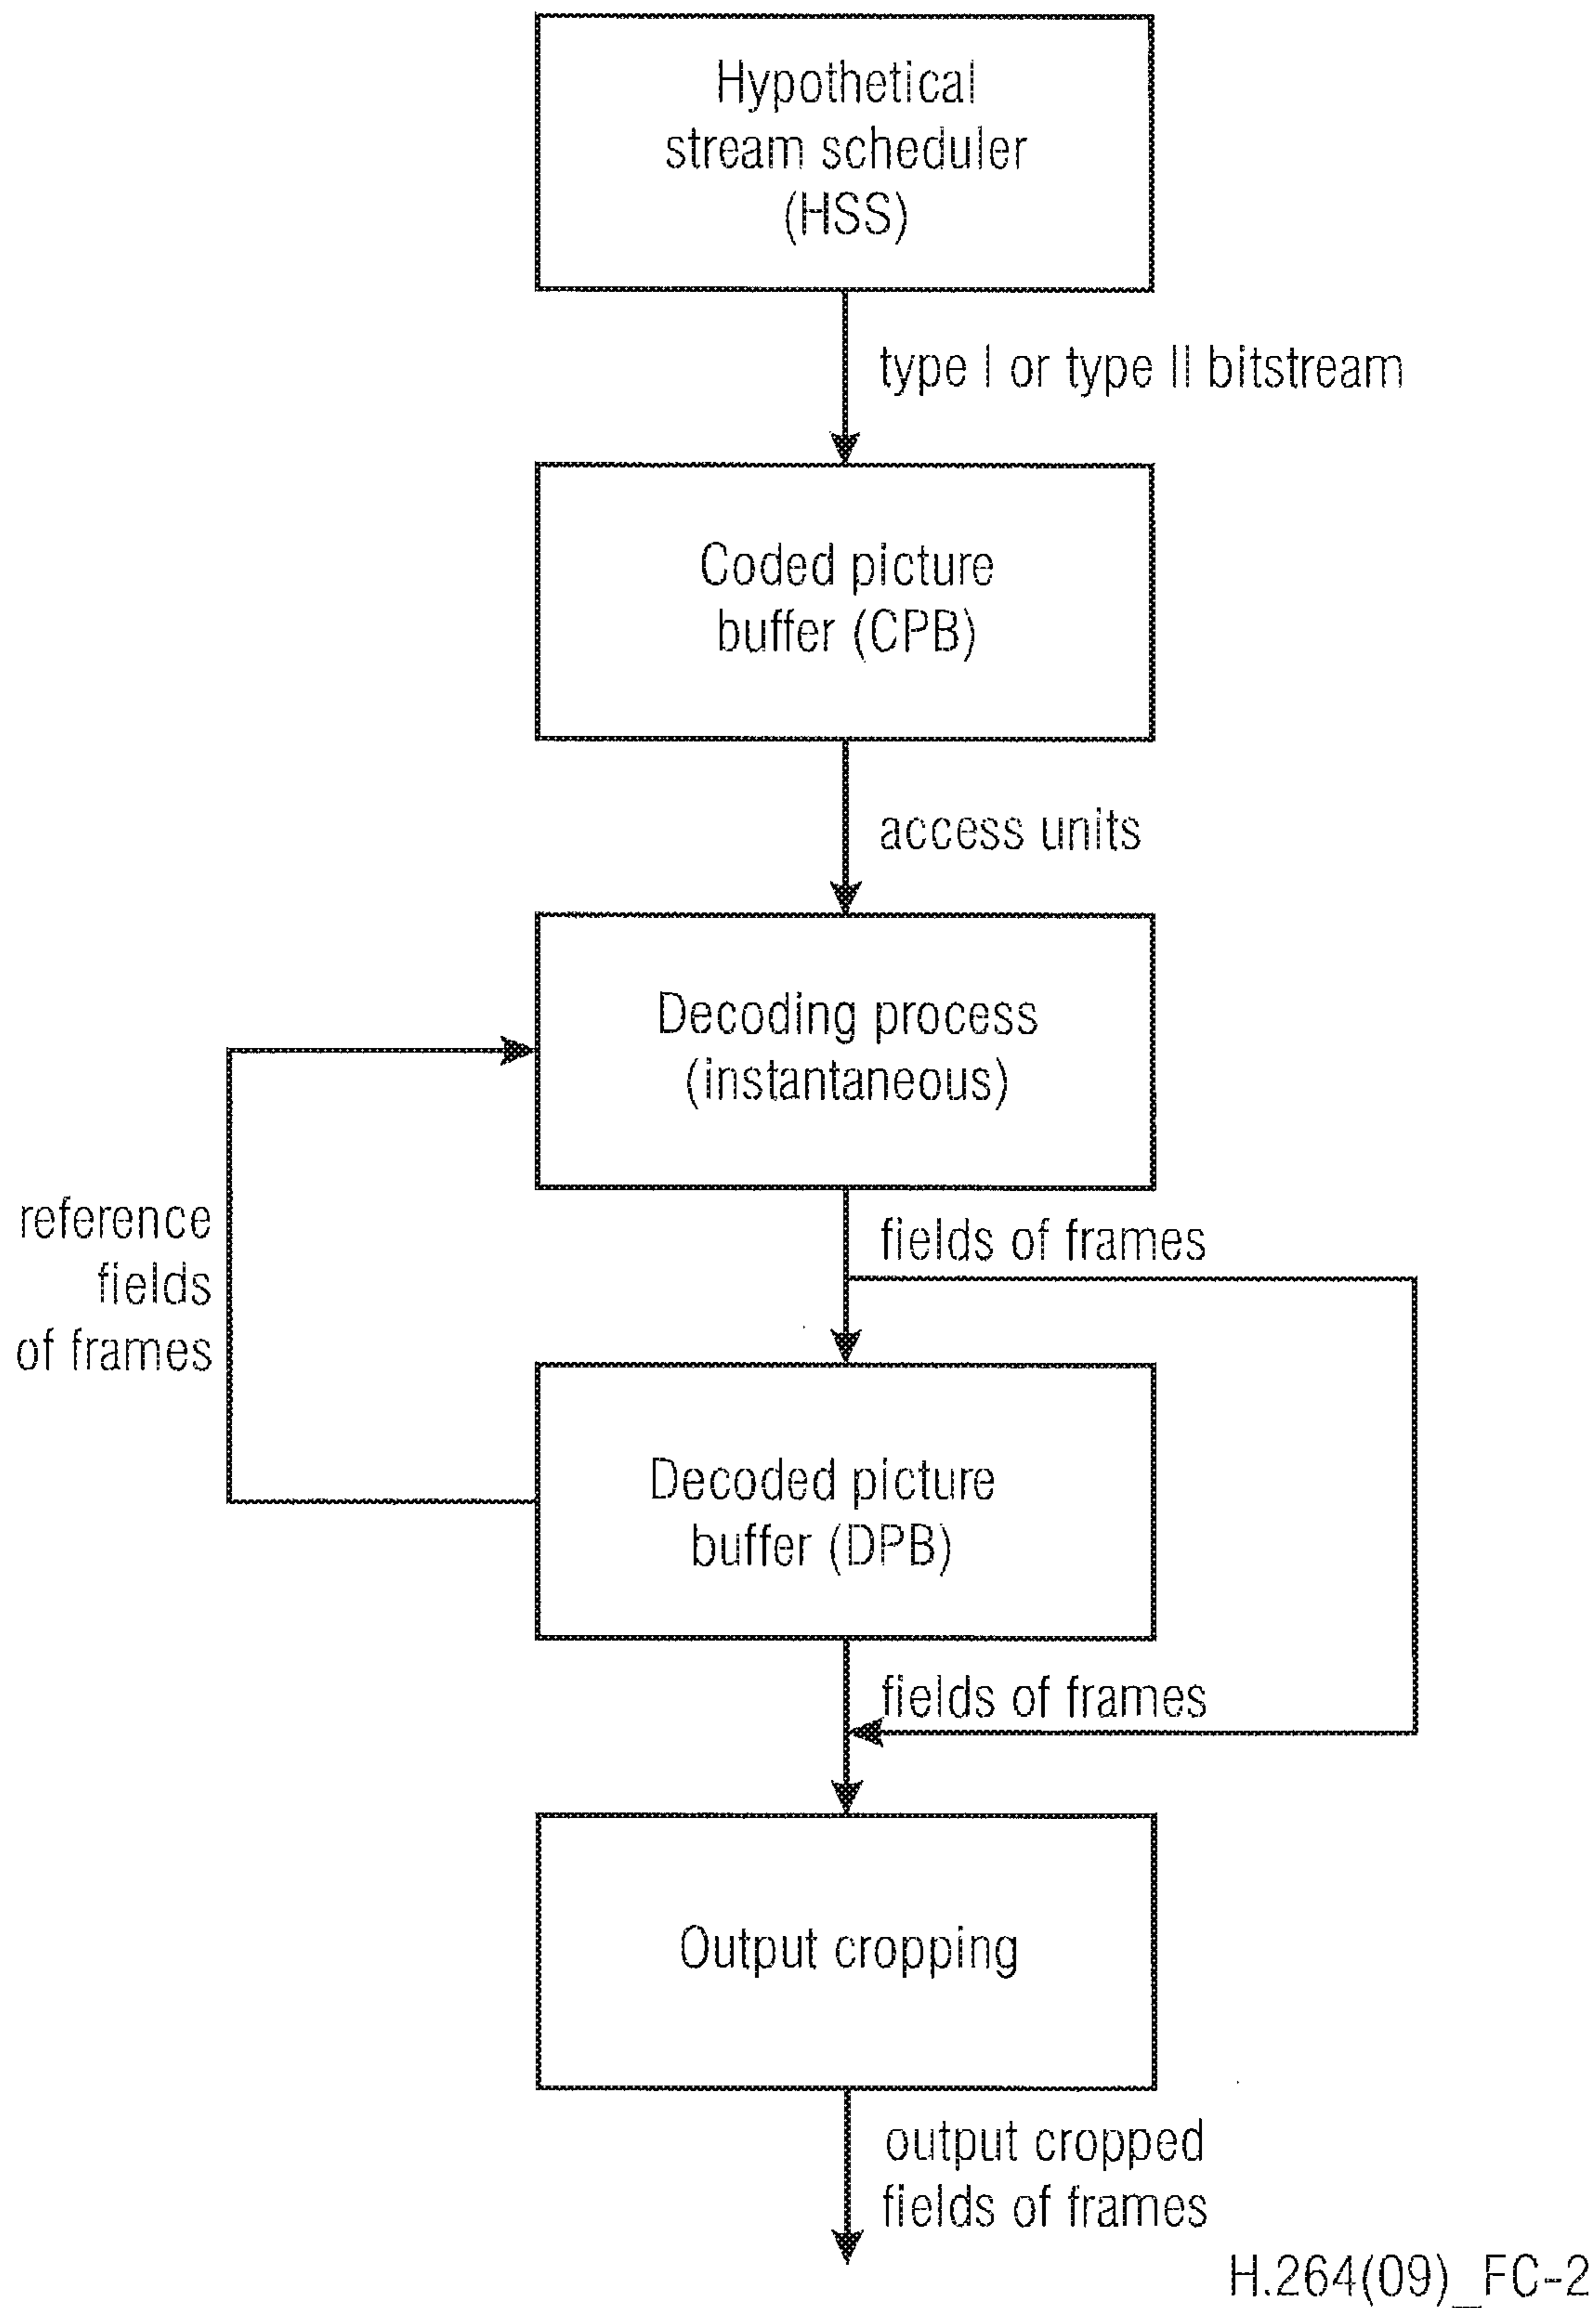 Hypothetical
stream scheduler
(HSS)
type I or type II bitstream
Coded picture
buffer (CPB)
access units
Decoding process
(instantaneous)
reference
fields
of frames
fields of frames
Decoded picture
buffer (DPB)
fields of frames
Output cropping
output cropped
fields of frames
H.264(09)_FC-2